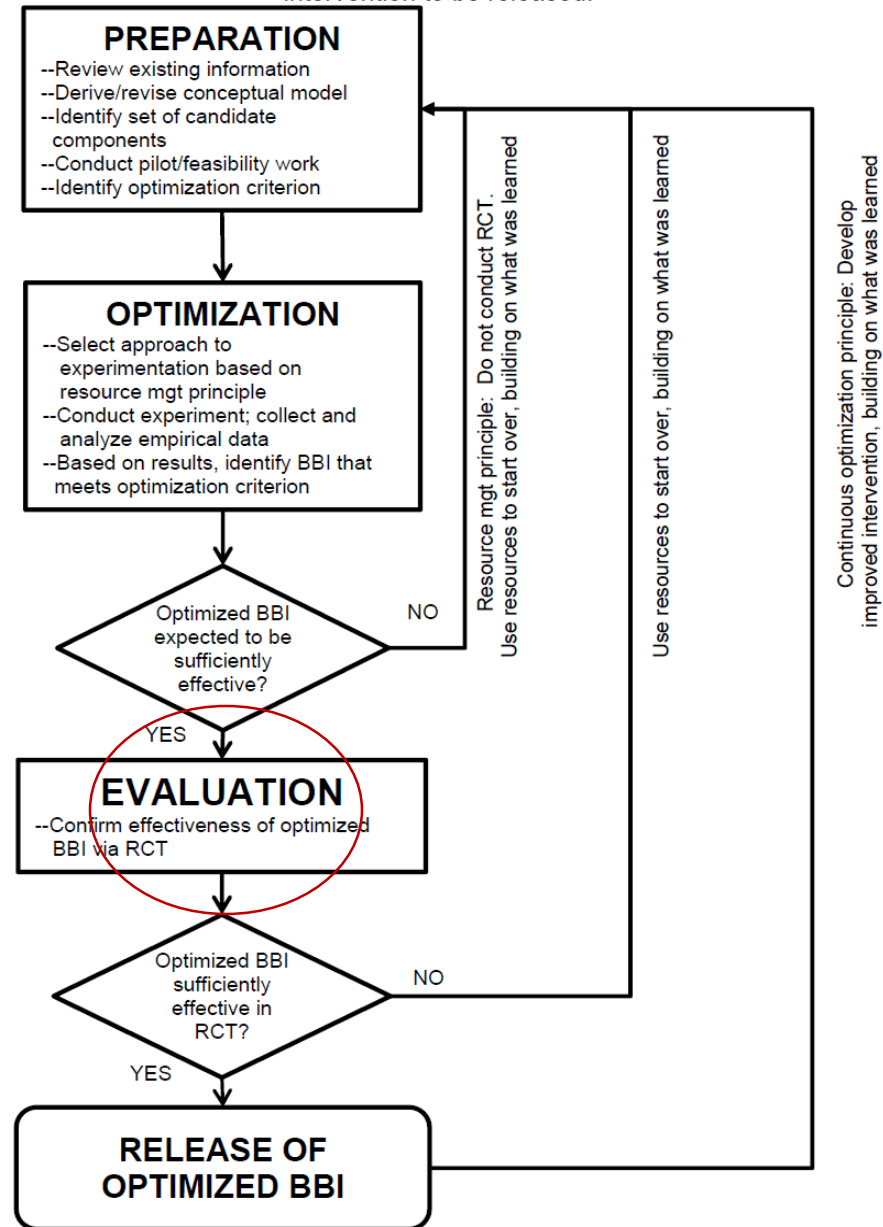 intervention to be released.
PREPARATION
--Review existing information
--Derive/revise conceptual model
--Identify set of candidate
components
--Conduct pilot/feasibility work
--Identify optimization criterion
OPTIMIZATION
--Select approach to
experimentation based on
resource mgt principle
--Conduct experiment; collect and
analyze empirical data
--Based on results, identify BBI that
meets optimization criterion
Optimized BBI
expected to be
sufficiently
effective?
NO
YES
Resource mgt principle: Do not conduct RCT.
Use resources to start over, building on what was learned
EVALUATION
--Confirm effectiveness of optimized
BBI via RCT
Optimized BBI
sufficiently
effective in
RCT?
NO
YES
Use resources to start over, building on what was learned
RELEASE OF
OPTIMIZED BBI
Continuous optimization principle: Develop
improved intervention, building on what was learned